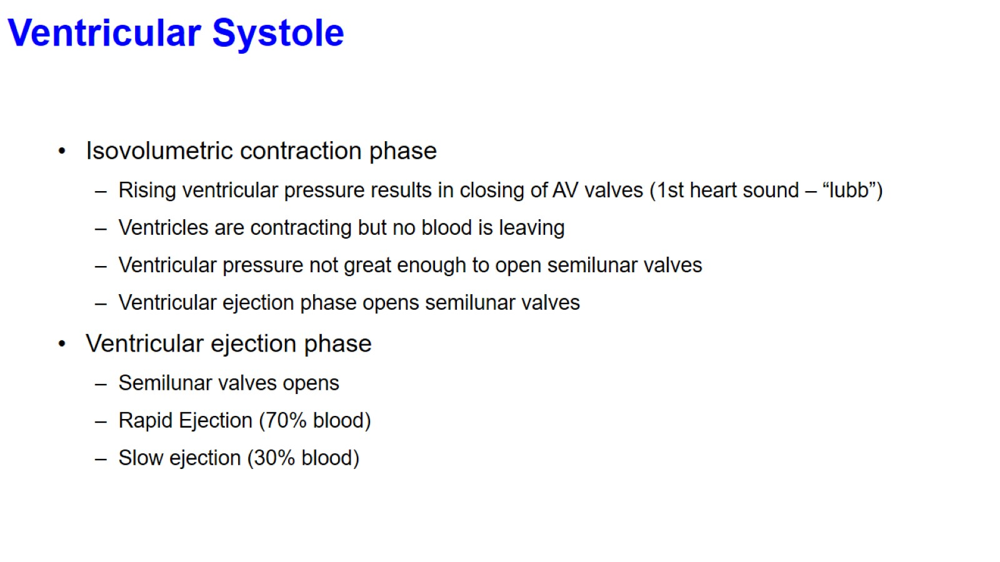 Ventricular Systole
• Isovolumetric contraction phase
– Rising ventricular pressure results in closing of AV valves (1st heart sound – “lubb”)
– Ventricles are contracting but no blood is leaving
– Ventricular pressure not great enough to open semilunar valves
– Ventricular ejection phase opens semilunar valves
• Ventricular ejection phase
– Semilunar valves opens
– Rapid Ejection (70% blood)
– Slow ejection (30% blood)